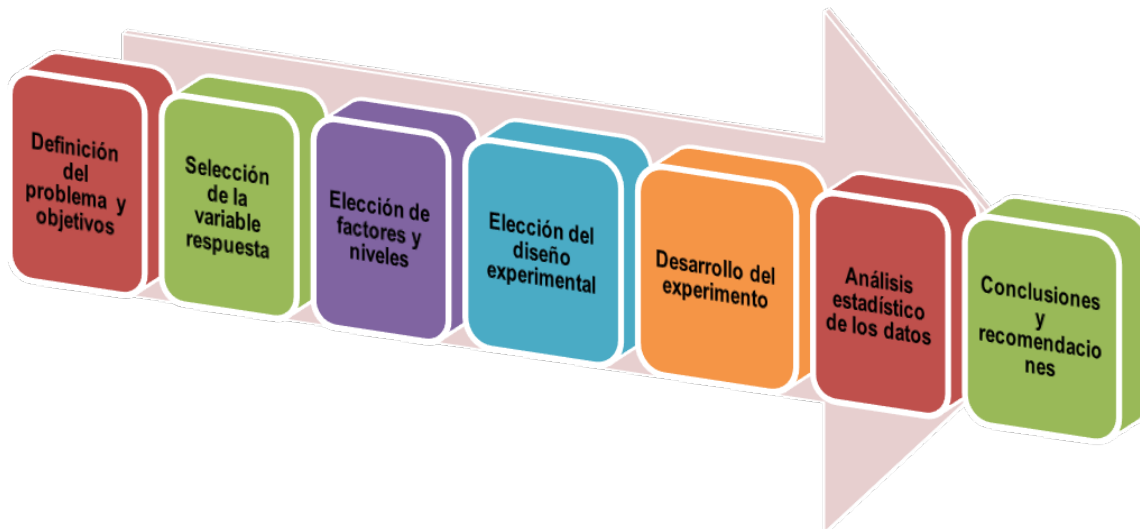 Definición
del
problema y
objetivos
Selección
de la
variable
respuesta
Elección de
factores y
niveles
Elección del
diseño
experimental
Desarrollo del
experimento
Análisis
estadístico
de los datos
Conclusiones
y
recomendacio
nes